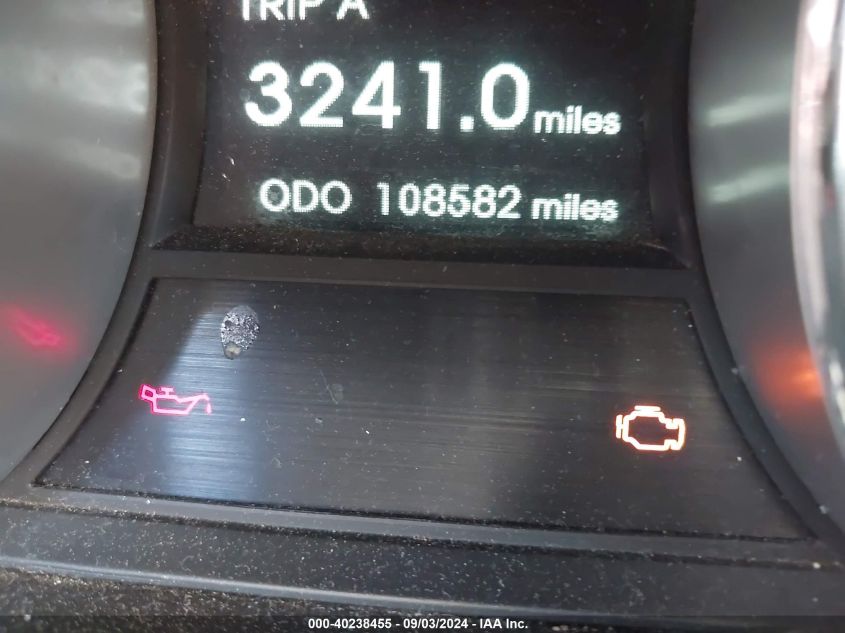 TRIP A
3241.0 miles
ODO 108582 miles
000-40238455 - 09/03/2024 - IAA Inc.